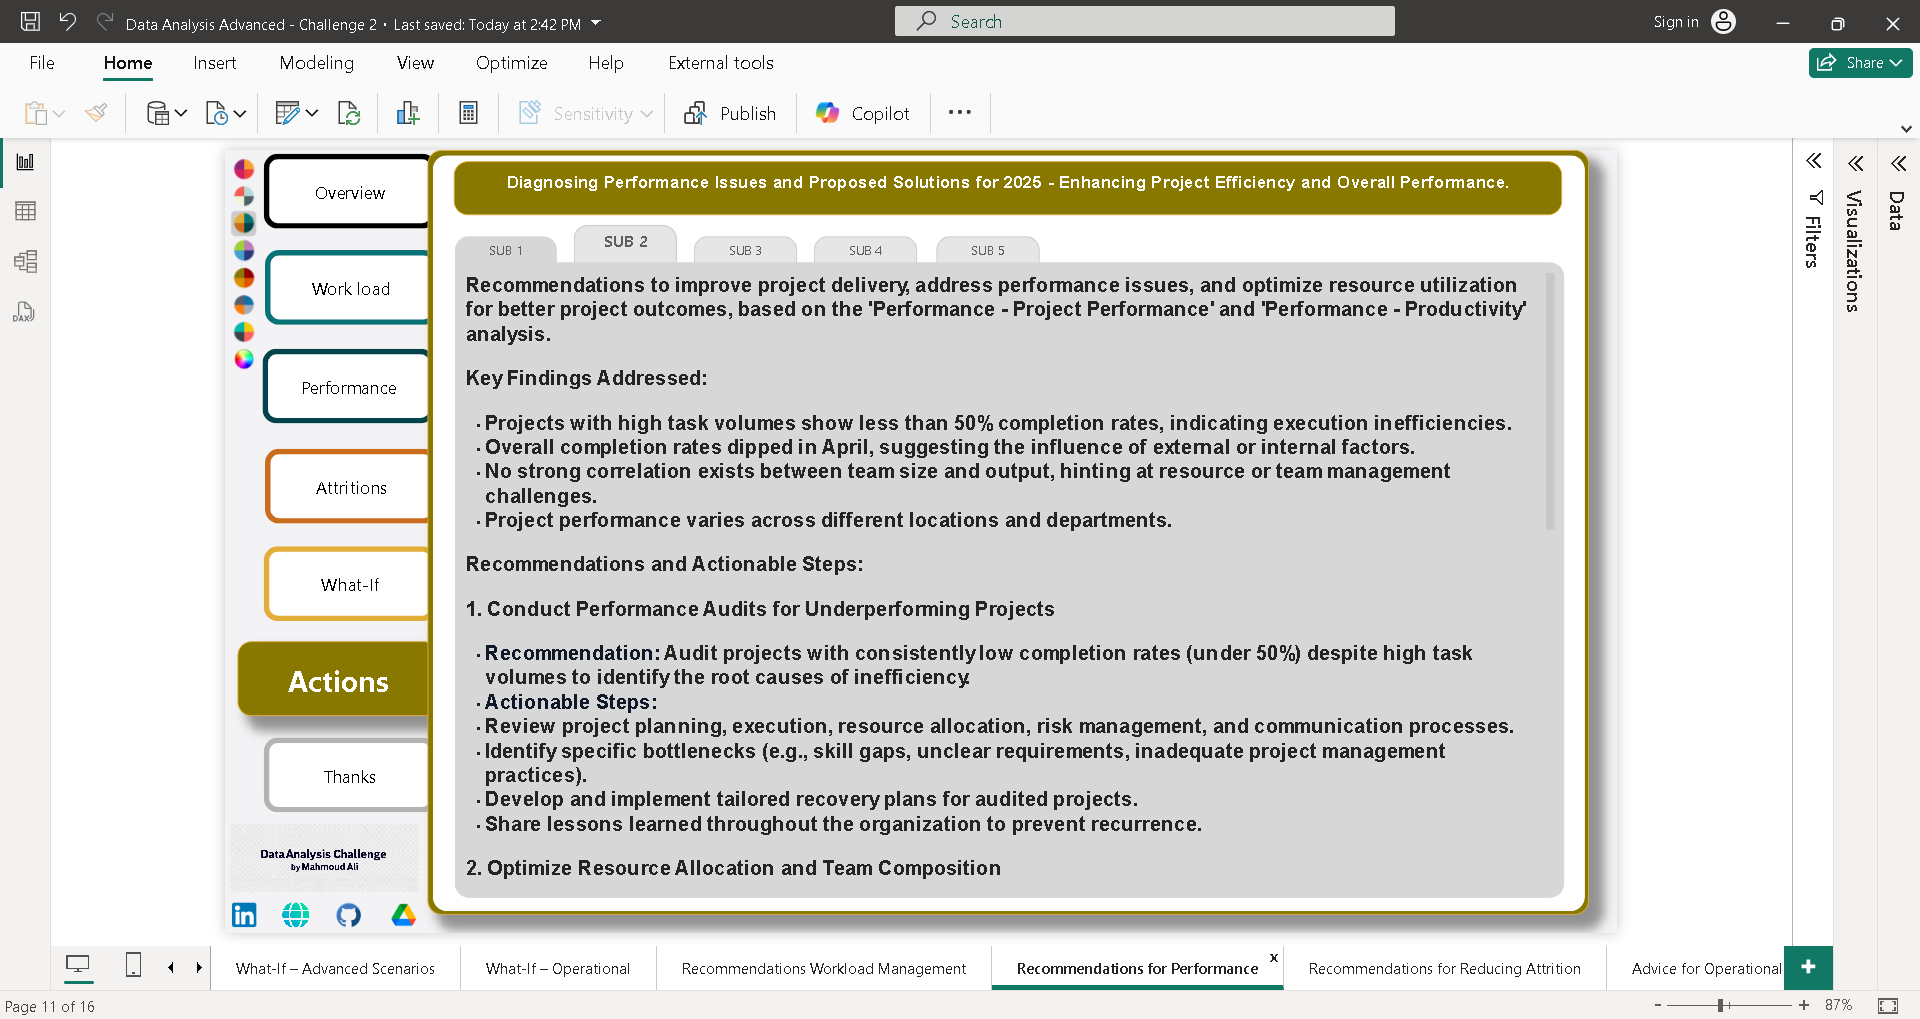 Data Analysis Advanced - Challenge 2 • Last saved: Today at 2:42 PM
Search
Sign in
File
Home
Insert
Modeling
View
Optimize
Help
External tools
Share
Sensitivity
Publish
Copilot
DAX
Overview
Work load
Performance
Attritions
What-If
Actions
Thanks
Data Analysis Challenge
by Mahmoud Ali
in
Diagnosing Performance Issues and Proposed Solutions for 2025 - Enhancing Project Efficiency and Overall Performance.
SUB 1
SUB 2
SUB 3
SUB 4
SUB 5
Recommendations to improve project delivery, address performance issues, and optimize resource utilization
for better project outcomes, based on the 'Performance - Project Performance' and 'Performance - Productivity'
analysis.
Key Findings Addressed:
· Projects with high task volumes show less than 50% completion rates, indicating execution inefficiencies.
· Overall completion rates dipped in April, suggesting the influence of external or internal factors.
· No strong correlation exists between team size and output, hinting at resource or team management
challenges.
· Project performance varies across different locations and departments.
Recommendations and Actionable Steps:
1. Conduct Performance Audits for Underperforming Projects
· Recommendation: Audit projects with consistently low completion rates (under 50%) despite high task
volumes to identify the root causes of inefficiency.
· Actionable Steps:
· Review project planning, execution, resource allocation, risk management, and communication processes.
· Identify specific bottlenecks (e.g., skill gaps, unclear requirements, inadequate project management
practices).
· Develop and implement tailored recovery plans for audited projects.
· Share lessons learned throughout the organization to prevent recurrence.
2. Optimize Resource Allocation and Team Composition
Filters
Visualizations
Data
What-If – Advanced Scenarios
What-If – Operational
Recommendations Workload Management
Recommendations for Performance
x
Recommendations for Reducing Attrition
Advice for Operational
+
Page 11 of 16
- + 87%